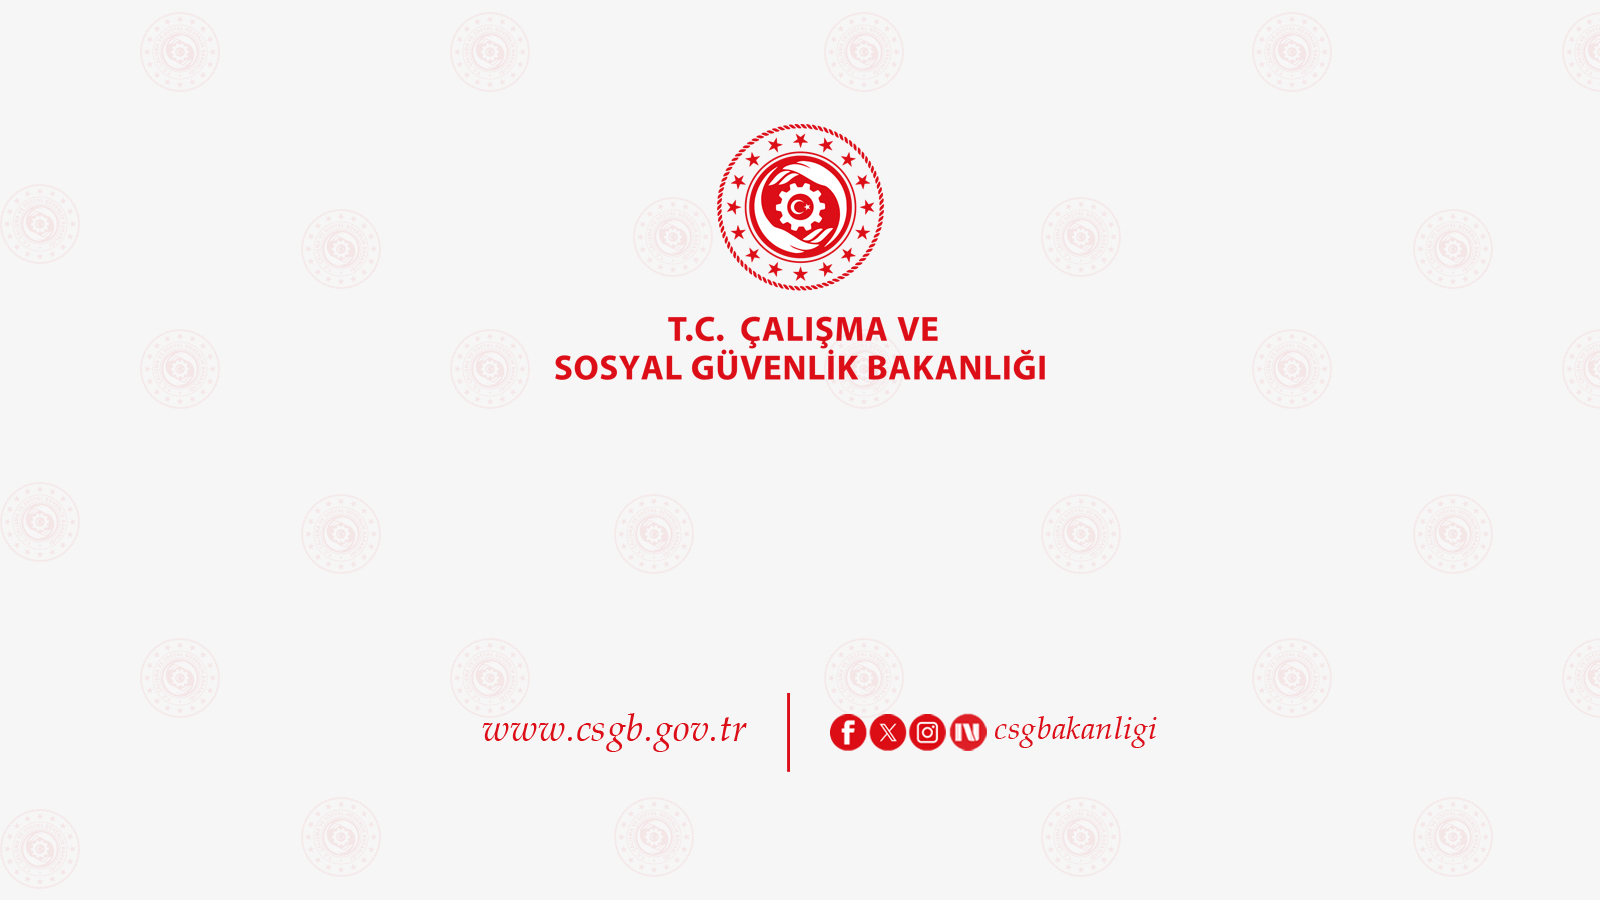 T.C. ÇALIŞMA VE
SOSYAL GÜVENLİK BAKANLIĞI
www.csgb.gov.tr
csgbakanligi